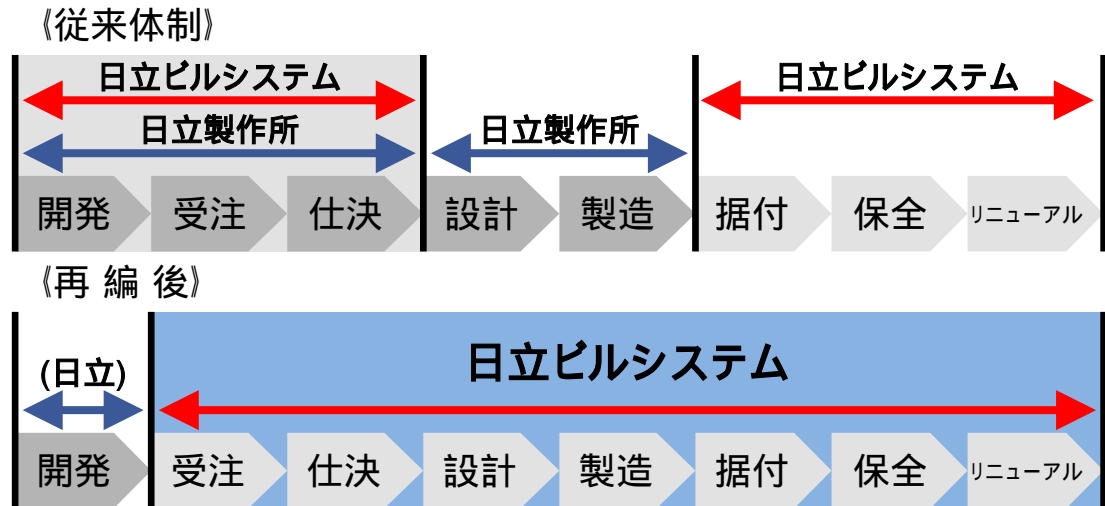 《従来体制》
日立ビルシステム
日立製作所
日立製作所
日立ビルシステム
開発 受注 仕決 設計 製造 据付 保全 リニューアル
《再 編 後》
(日立)
日立ビルシステム
開発 受注 仕決 設計 製造 据付 保全 リニューアル